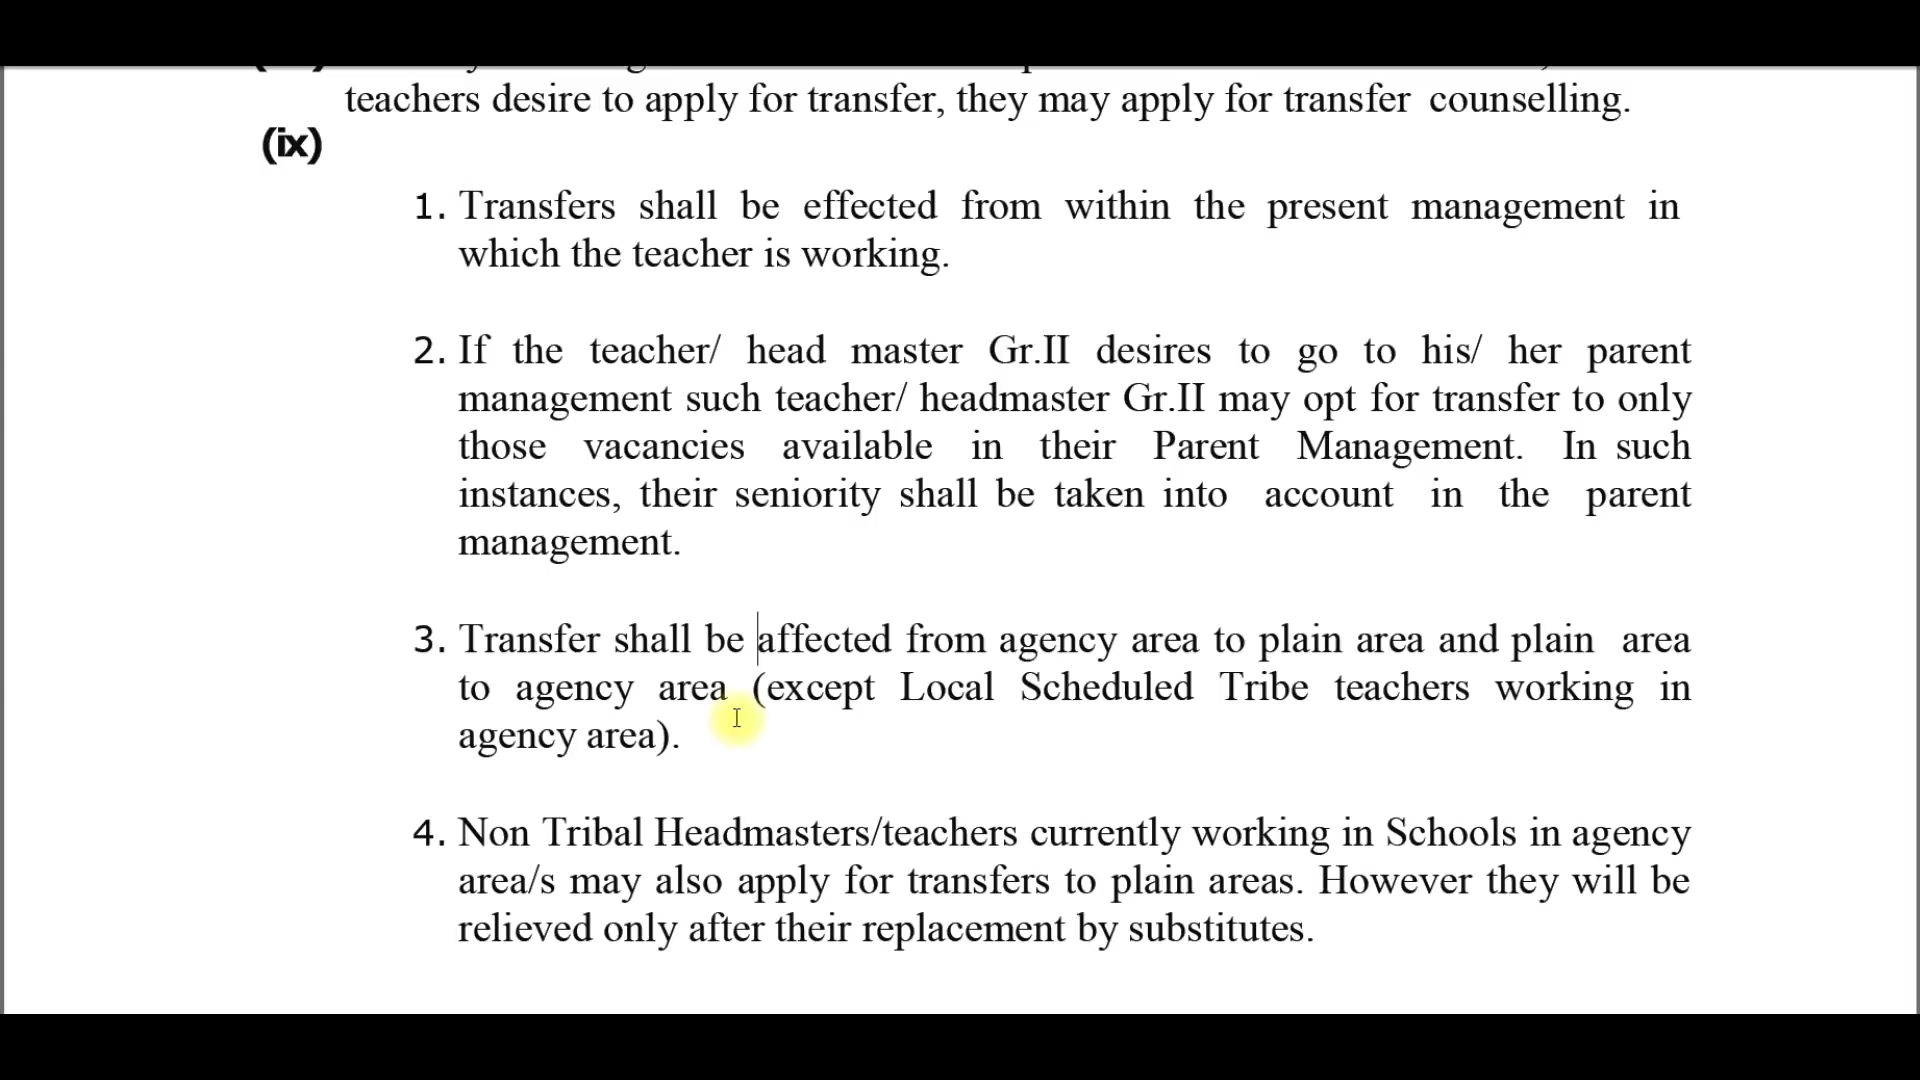 teachers desire to apply for transfer, they may apply for transfer counselling.
(ix)
1. Transfers shall be effected from within the present management in
which the teacher is working.
2. If the teacher/ head master Gr.II desires to go to his/ her parent
management such teacher/ headmaster Gr.II may opt for transfer to only
those vacancies available in their Parent Management. In such
instances, their seniority shall be taken into account in the parent
management.
3. Transfer shall be affected from agency area to plain area and plain area
to agency area (except Local Scheduled Tribe teachers working in
agency area).
4. Non Tribal Headmasters/teachers currently working in Schools in agency
area/s may also apply for transfers to plain areas. However they will be
relieved only after their replacement by substitutes.